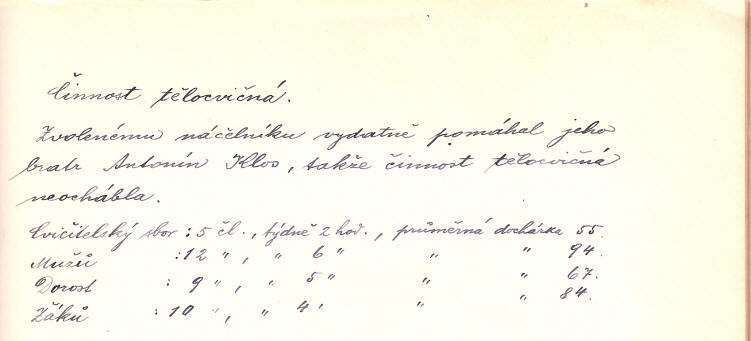 Činnost tělocvičná.
Zvolenému náčelníku vydatně pomáhal jeho
bratr Antonín Klos, takže činnost tělocvičná
neochábla.
Cvičitelský sbor : 5 čl., týdně 2 hod., průměrná docházka 55.
Mužů : 12 " , " 6 " " " 94.
Dorost : 9 " , " 5 " " " 67.
Žáků : 10 " , " 4 " " " 84.